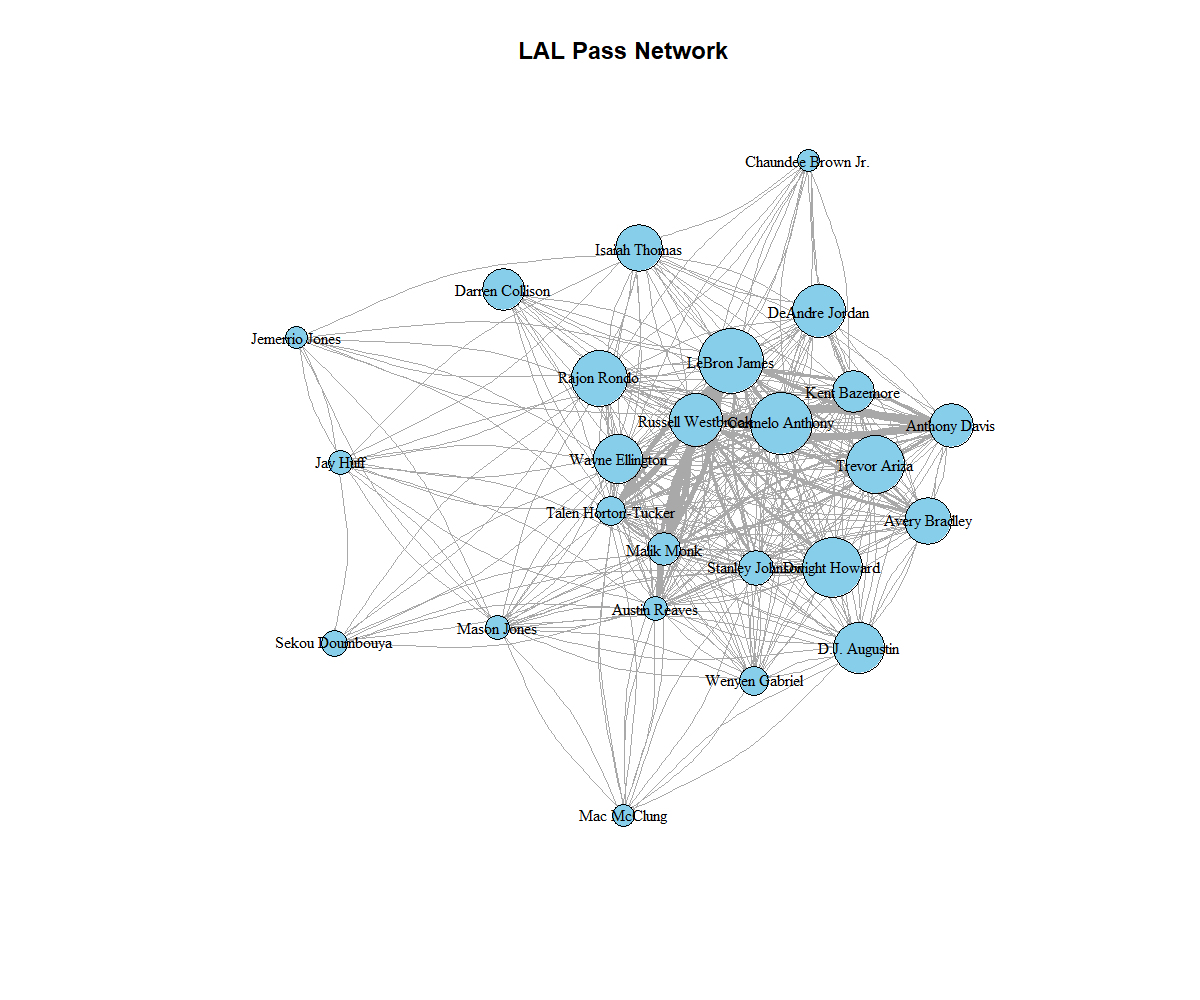 LAL Pass Network
Chaundee Brown Jr.
Isaiah Thomas
Darren Collison
DeAndre Jordan
Jemerrio Jones
LeBron James
Rajon Rondo
Kent Bazemore
Russell Westbrook
Carmelo Anthony
Anthony Davis
Wayne Ellington
Jay Huff
Trevor Ariza
Talen Horton-Tucker
Avery Bradley
Malik Monk
Stanley Johnson
Dwight Howard
Austin Reaves
Mason Jones
Sekou Doumbouya
D.J. Augustin
Wenyen Gabriel
Mac McClung